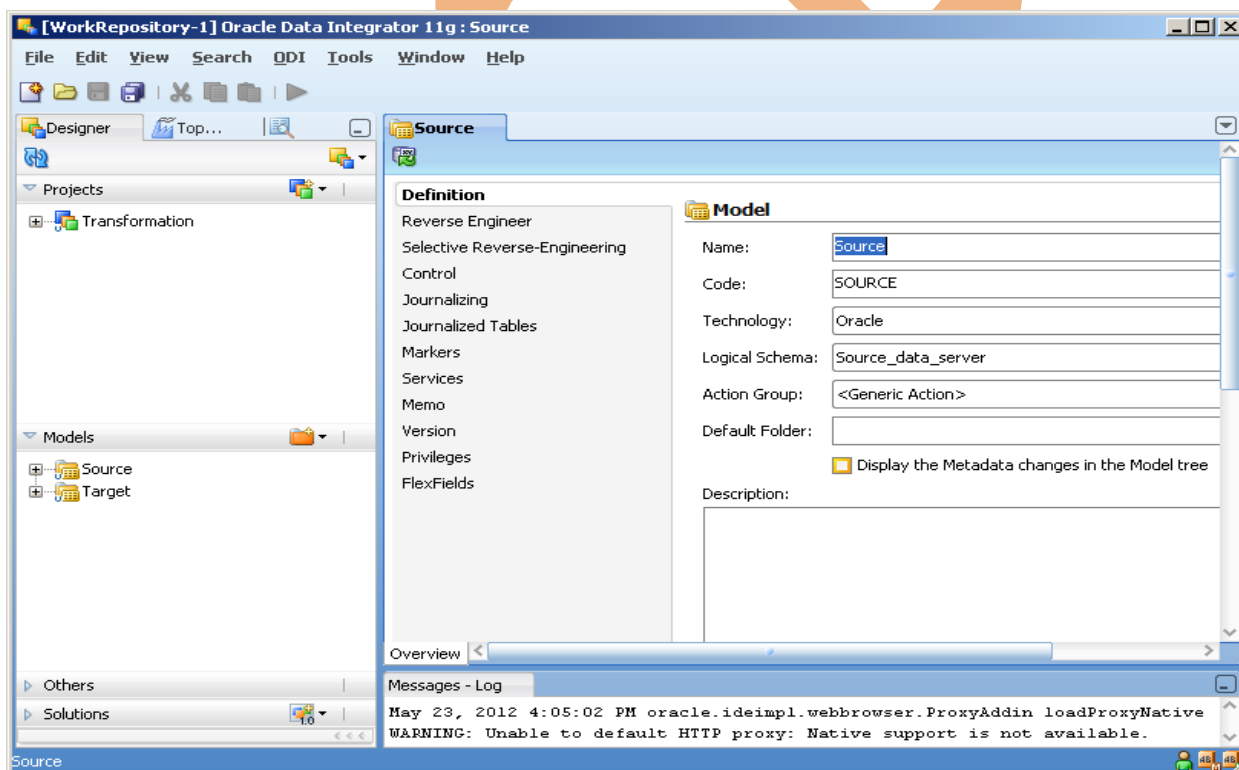 [WorkRepository-1] Oracle Data Integrator 11g : Source
File Edit View Search ODI Tools Window Help
Designer Top...
Projects
Transformation
Models
Source
Target
Others
Solutions
Source
Definition
Reverse Engineer
Selective Reverse-Engineering
Control
Journalizing
Journalized Tables
Markers
Services
Memo
Version
Privileges
FlexFields
Model
Name: Source
Code: SOURCE
Technology: Oracle
Logical Schema: Source_data_server
Action Group: <Generic Action>
Default Folder:
Display the Metadata changes in the Model tree
Description:
Overview
Messages - Log
May 23, 2012 4:05:02 PM oracle.ideimpl.webbrowser.ProxyAddin loadProxyNative
WARNING: Unable to default HTTP proxy: Native support is not available.
Source